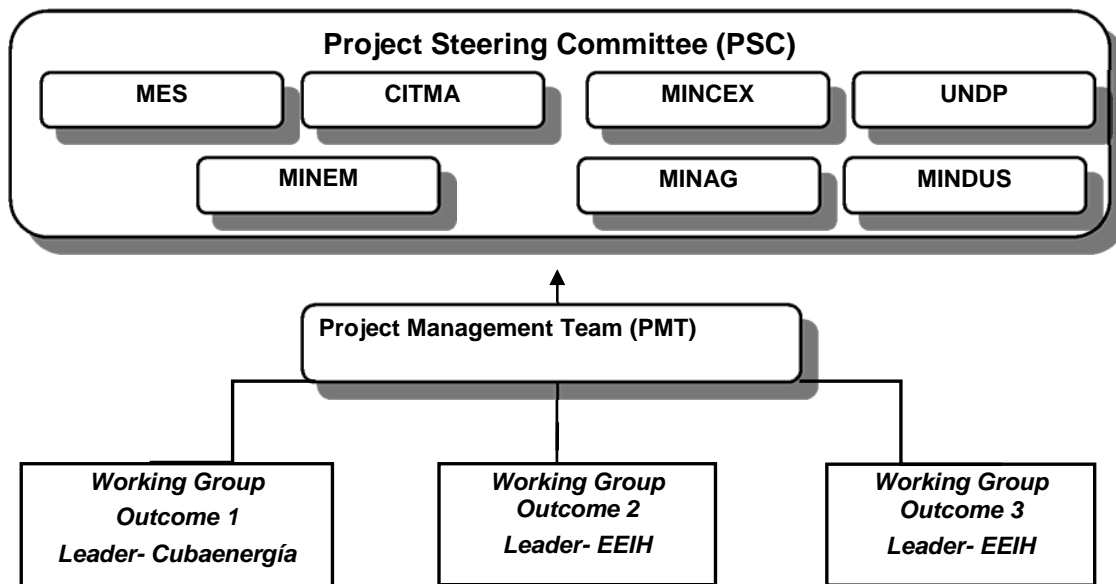 Project Steering Committee (PSC)
MES
CITMA
MINCEX
UNDP
MINEM
MINAG
MINDUS
Project Management Team (PMT)
Working Group
Outcome 1
Leader- Cubaenergía
Working Group
Outcome 2
Leader- EEIH
Working Group
Outcome 3
Leader- EEIH